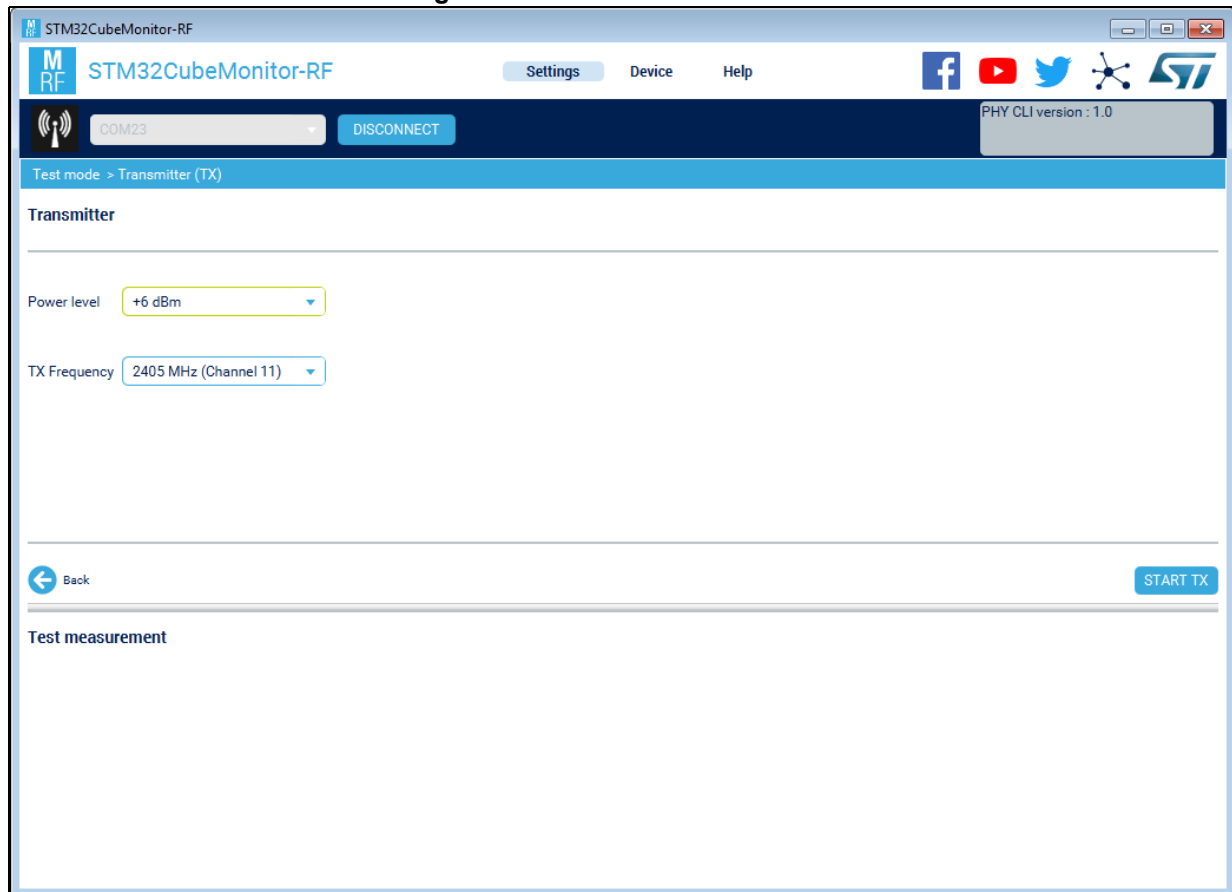 g
STM32CubeMonitor-RF
M
RF
STM32CubeMonitor-RF
Settings
Device
Help
f
ST
COM23
DISCONNECT
PHY CLI version : 1.0
Test mode > Transmitter (TX)
Transmitter
Power level
+6 dBm
TX Frequency
2405 MHz (Channel 11)
Back
START TX
Test measurement